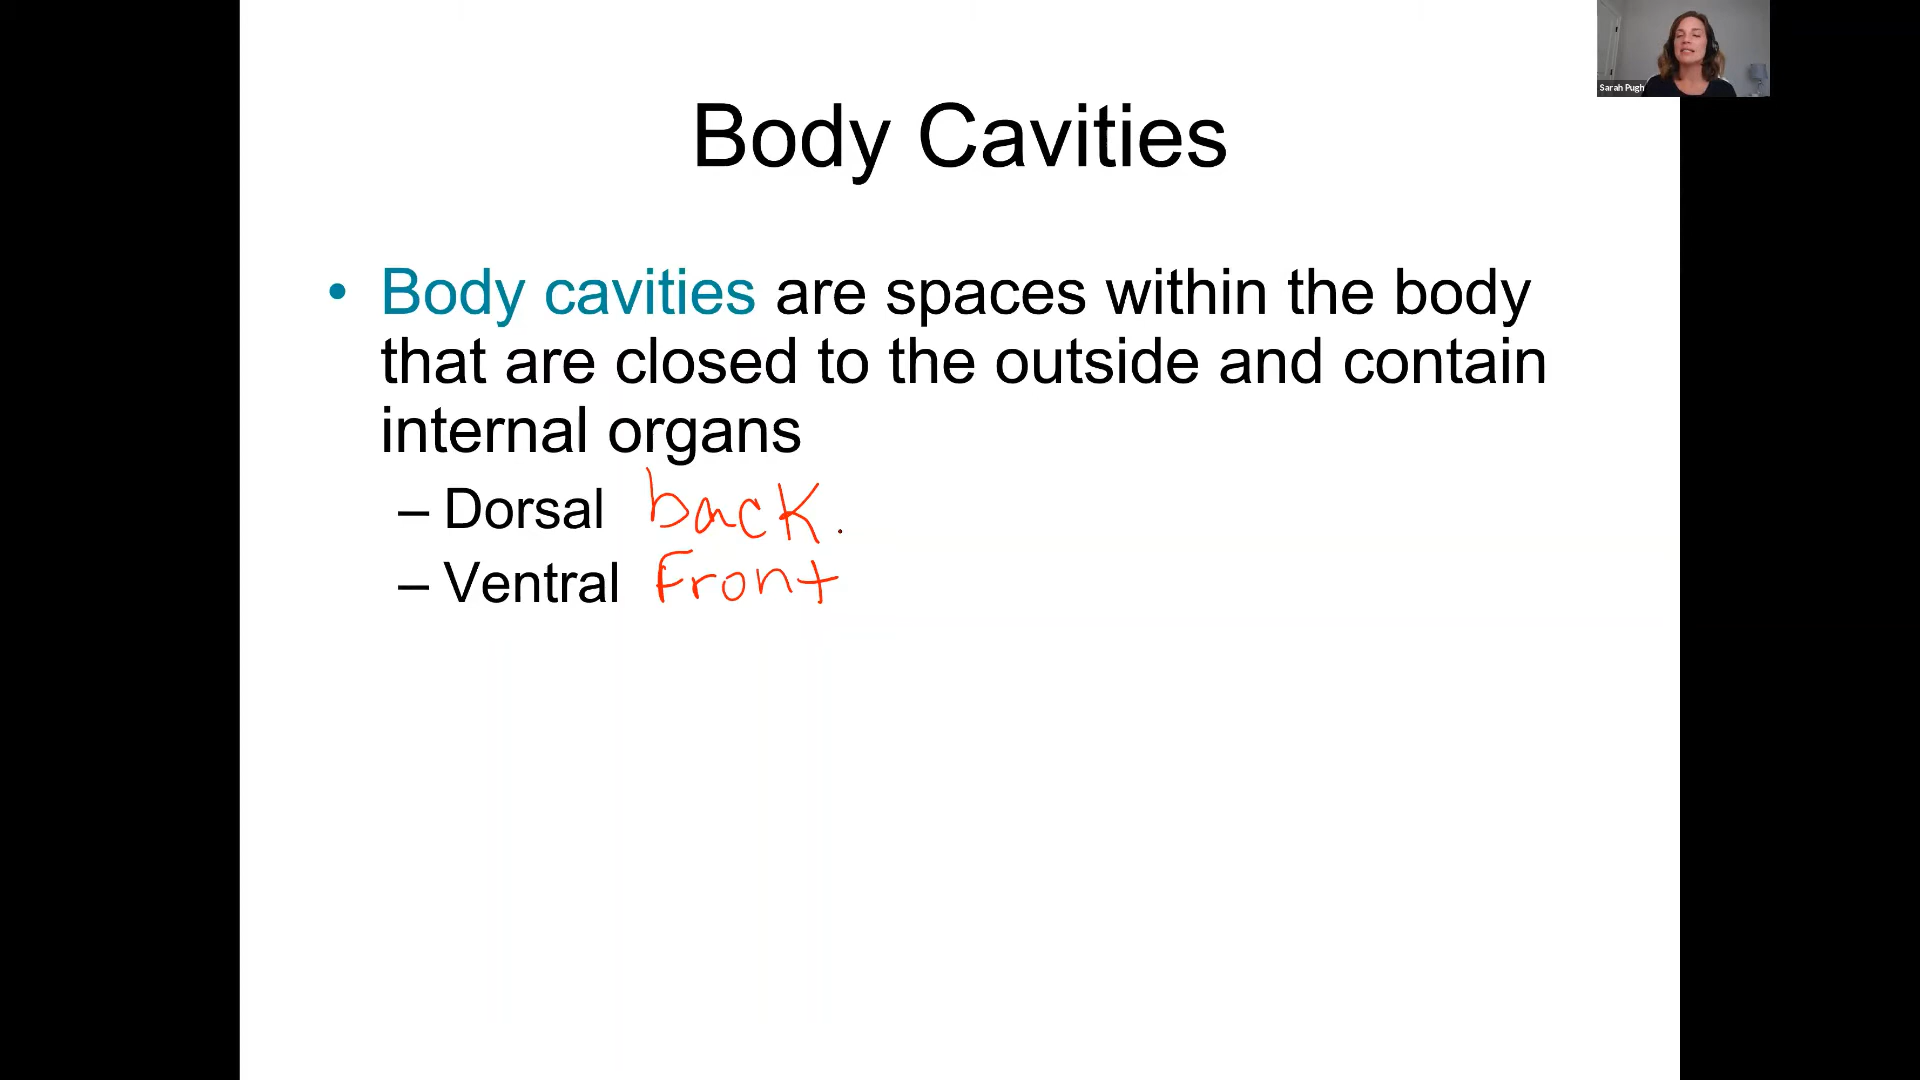 Sarah Pugh
Body Cavities
• Body cavities are spaces within the body
that are closed to the outside and contain
internal organs
– Dorsal back.
– Ventral Front